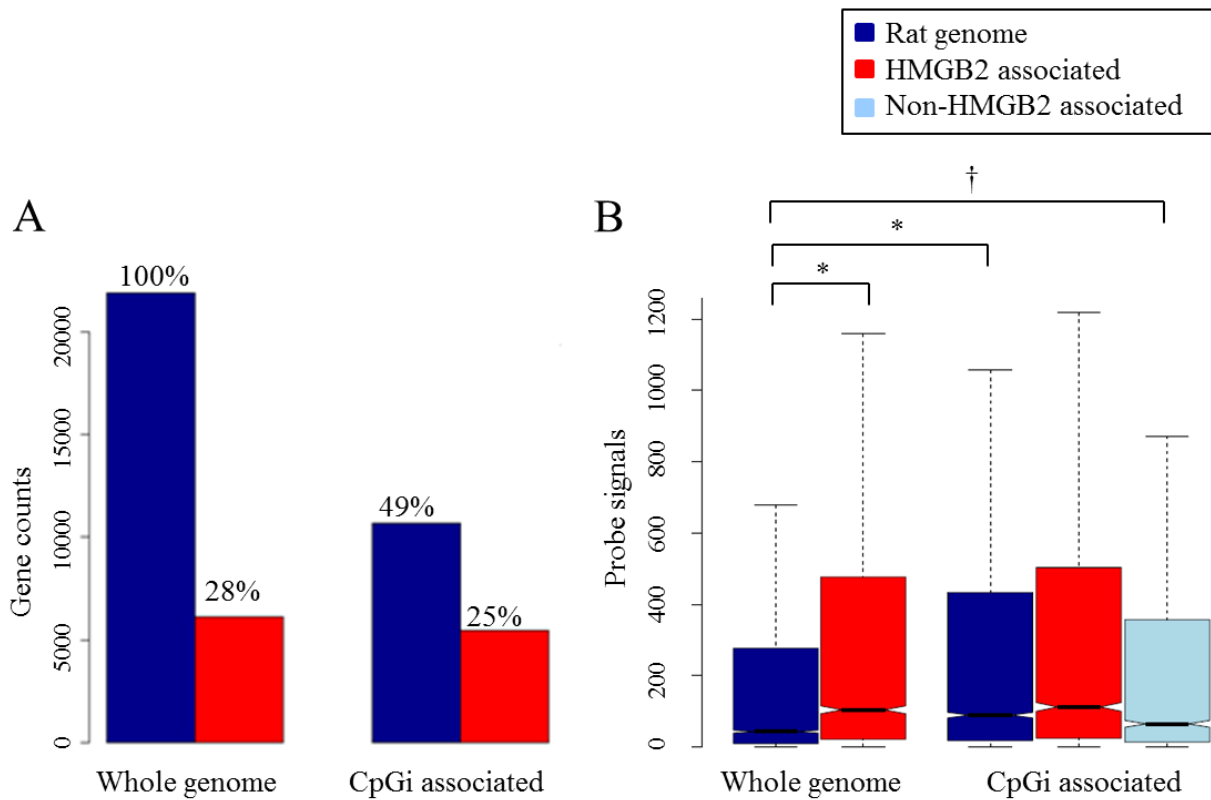 Rat genome
HMGB2 associated
Non-HMGB2 associated
A
100%
28%
49%
25%
Gene counts
0
5000
10000
15000
20000
Whole genome
CpGi associated
B
†
*
*
Probe signals
0
200
400
600
800
1000
1200
Whole genome
CpGi associated